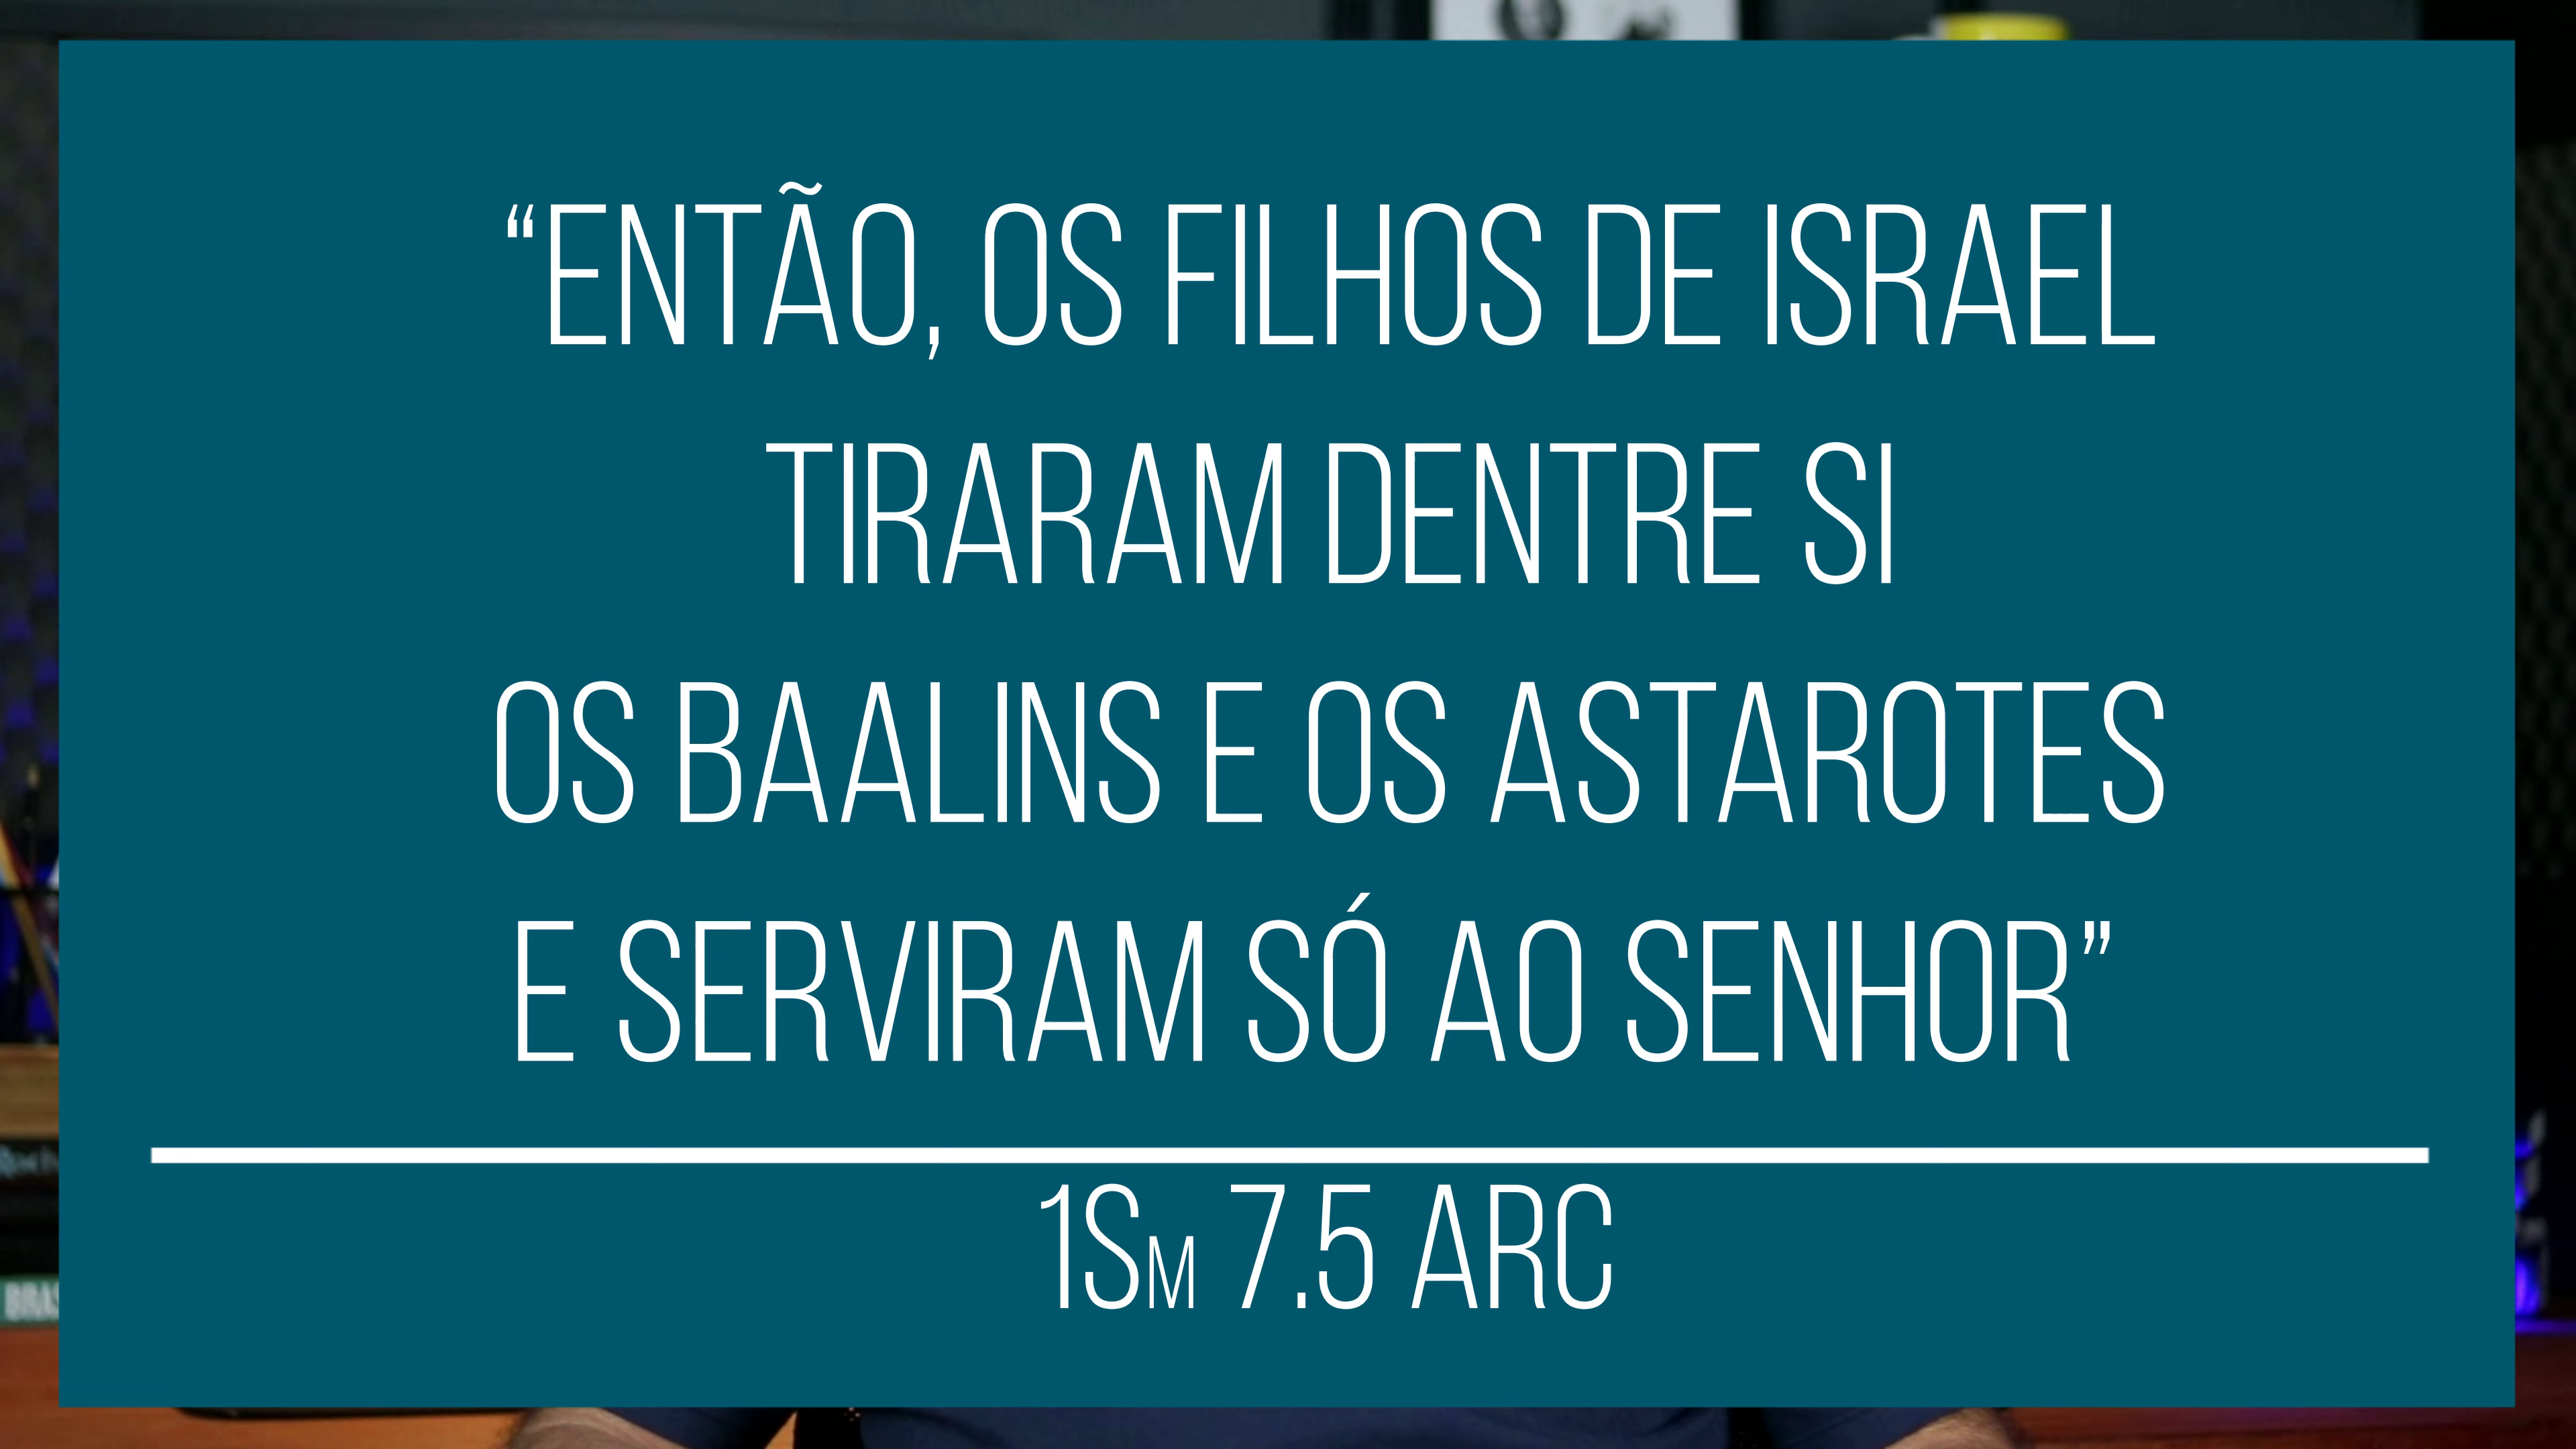 “ENTÃO, OS FILHOS DE ISRAEL
TIRARAM DENTRE SI
OS BAALINS E OS ASTAROTES
E SERVIRAM SÓ AO SENHOR”
1SM 7.5 ARC
BRAS